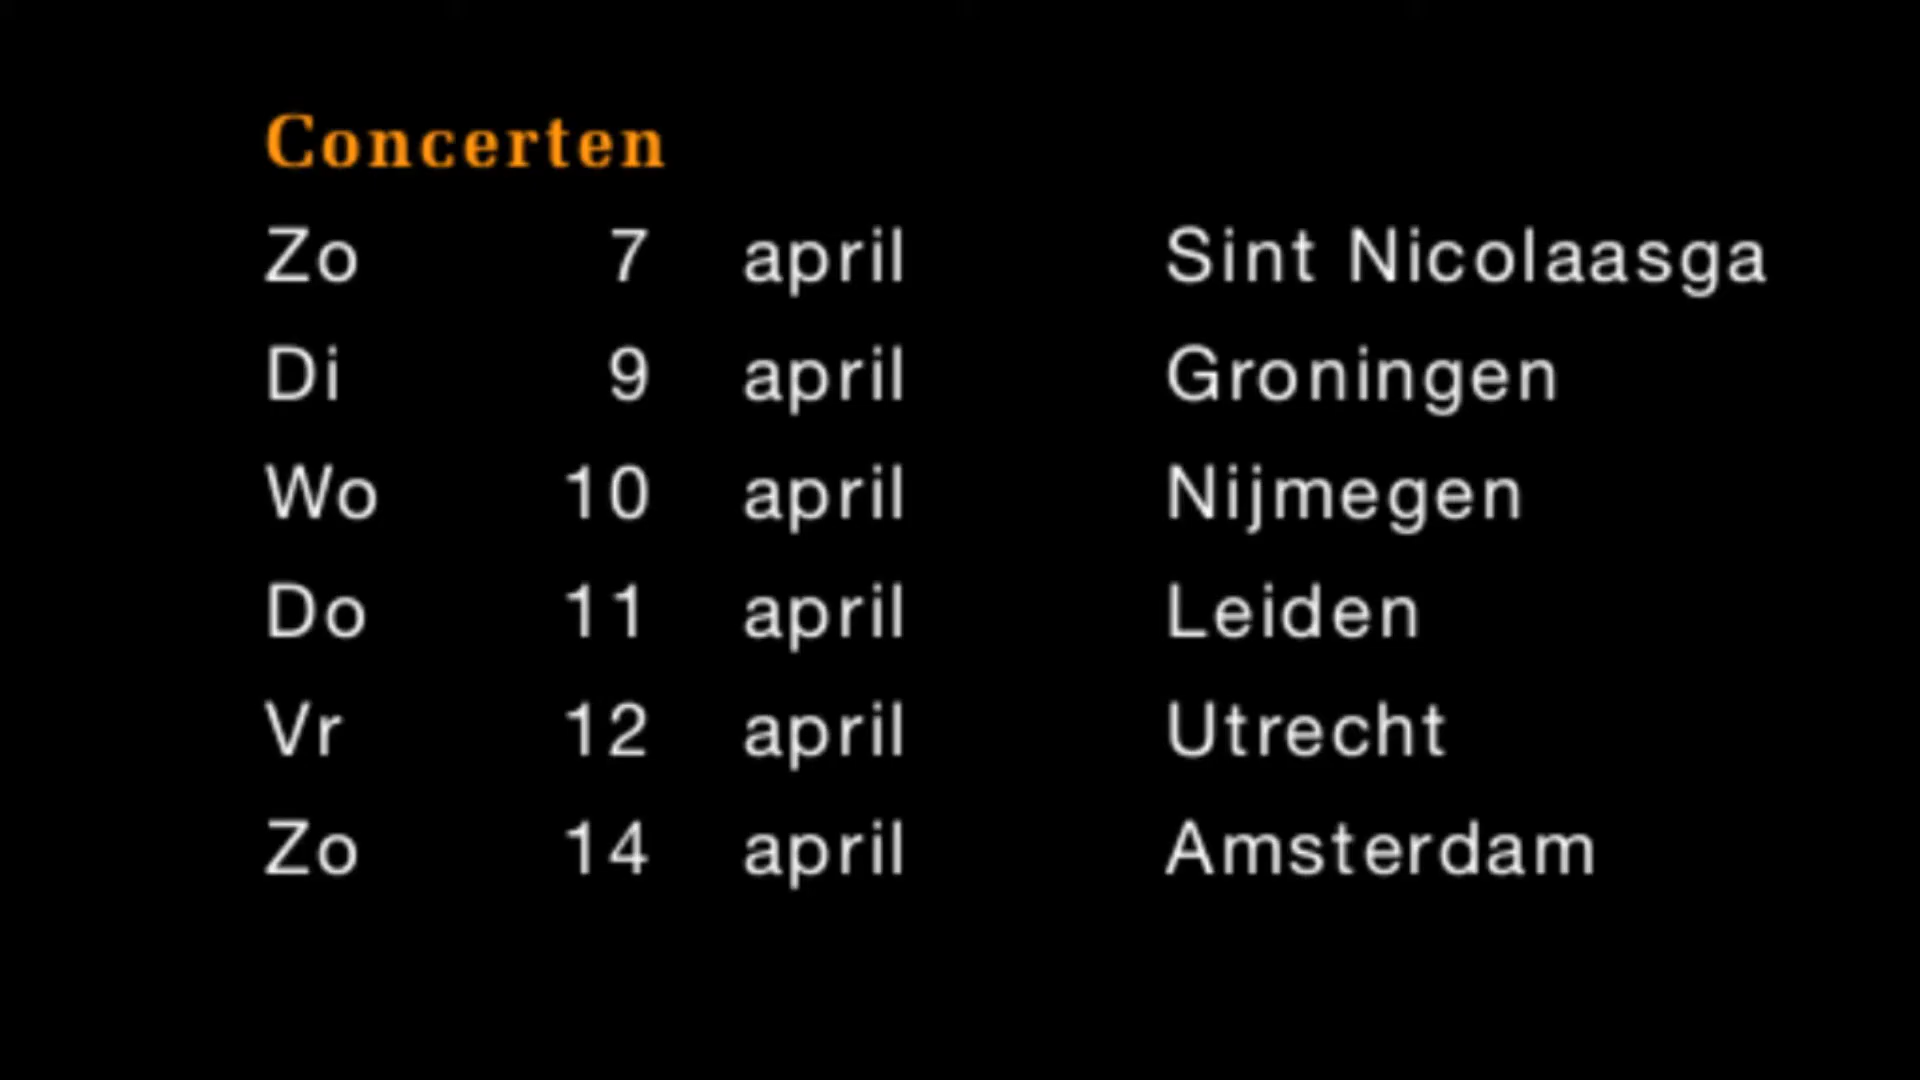 Concerten
Zo 7 april Sint Nicolaasga
Di 9 april Groningen
Wo 10 april Nijmegen
Do 11 april Leiden
Vr 12 april Utrecht
Zo 14 april Amsterdam